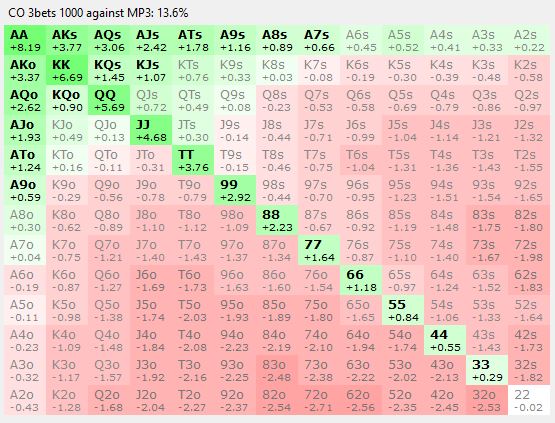 CO 3bets 1000 against MP3: 13.6%
AA AKs AQs AJs ATs A9s A8s A7s A6s A5s A4s A3s A2s
+8.19 +3.77 +3.06 +2.42 +1.78 +1.16 +0.89 +0.66 +0.45 +0.52 +0.41 +0.33 +0.22
AKo KK KQs KJs KTs K9s K8s K7s K6s K5s K4s K3s K2s
+3.37 +6.69 +1.45 +1.07 +0.76 +0.33 +0.03 -0.08 -0.19 -0.30 -0.39 -0.48 -0.58
AQo KQo QQ QJs QTs Q9s Q8s Q7s Q6s Q5s Q4s Q3s Q2s
+2.62 +0.90 +5.69 +0.72 +0.49 +0.08 -0.23 -0.53 -0.58 -0.69 -0.79 -0.86 -0.97
AJo KJo QJo JJ JTs J9s J8s J7s J6s J5s J4s J3s J2s
+1.93 +0.49 +0.13 +4.68 +0.30 -0.14 -0.44 -0.71 -0.99 -1.04 -1.14 -1.21 -1.32
ATo KTo QTo JTo TT T9s T8s T7s T6s T5s T4s T3s T2s
+1.24 +0.16 -0.11 -0.31 +3.76 -0.15 -0.46 -0.75 -1.04 -1.31 -1.36 -1.43 -1.55
A9o K9o Q9o J9o T9o 99 98s 97s 96s 95s 94s 93s 92s
+0.59 -0.29 -0.56 -0.78 -0.79 +2.92 -0.44 -0.70 -0.95 -1.23 -1.51 -1.54 -1.65
A8o K8o Q8o J8o T8o 98o 88 87s 86s 85s 84s 83s 82s
+0.30 -0.62 -0.89 -1.10 -1.12 -1.09 +2.23 -0.67 -0.92 -1.19 -1.48 -1.75 -1.80
A7o K7o Q7o J7o T7o 97o 87o 77 76s 75s 74s 73s 72s
+0.04 -0.75 -1.21 -1.40 -1.43 -1.37 -1.34 +1.64 -0.87 -1.10 -1.40 -1.67 -1.98
A6o K6o Q6o J6o T6o 96o 86o 76o 66 65s 64s 63s 62s
-0.19 -0.87 -1.27 -1.69 -1.73 -1.63 -1.60 -1.54 +1.18 -0.97 -1.24 -1.52 -1.83
A5o K5o Q5o J5o T5o 95o 85o 75o 65o 55 54s 53s 52s
-0.11 -0.98 -1.38 -1.74 -2.03 -1.93 -1.89 -1.80 -1.65 +0.84 -1.06 -1.33 -1.64
A4o K4o Q4o J4o T4o 94o 84o 74o 64o 54o 44 43s 42s
-0.23 -1.09 -1.48 -1.84 -2.08 -2.23 -2.19 -2.10 -1.94 -1.74 +0.55 -1.43 -1.73
A3o K3o Q3o J3o T3o 93o 83o 73o 63o 53o 43o 33 32s
-0.32 -1.17 -1.57 -1.92 -2.16 -2.25 -2.48 -2.38 -2.22 -2.02 -2.13 +0.29 -1.82
A2o K2o Q2o J2o T2o 92o 82o 72o 62o 52o 42o 32o 22
-0.43 -1.28 -1.68 -2.04 -2.27 -2.37 -2.54 -2.71 -2.56 -2.35 -2.45 -2.53 -0.02